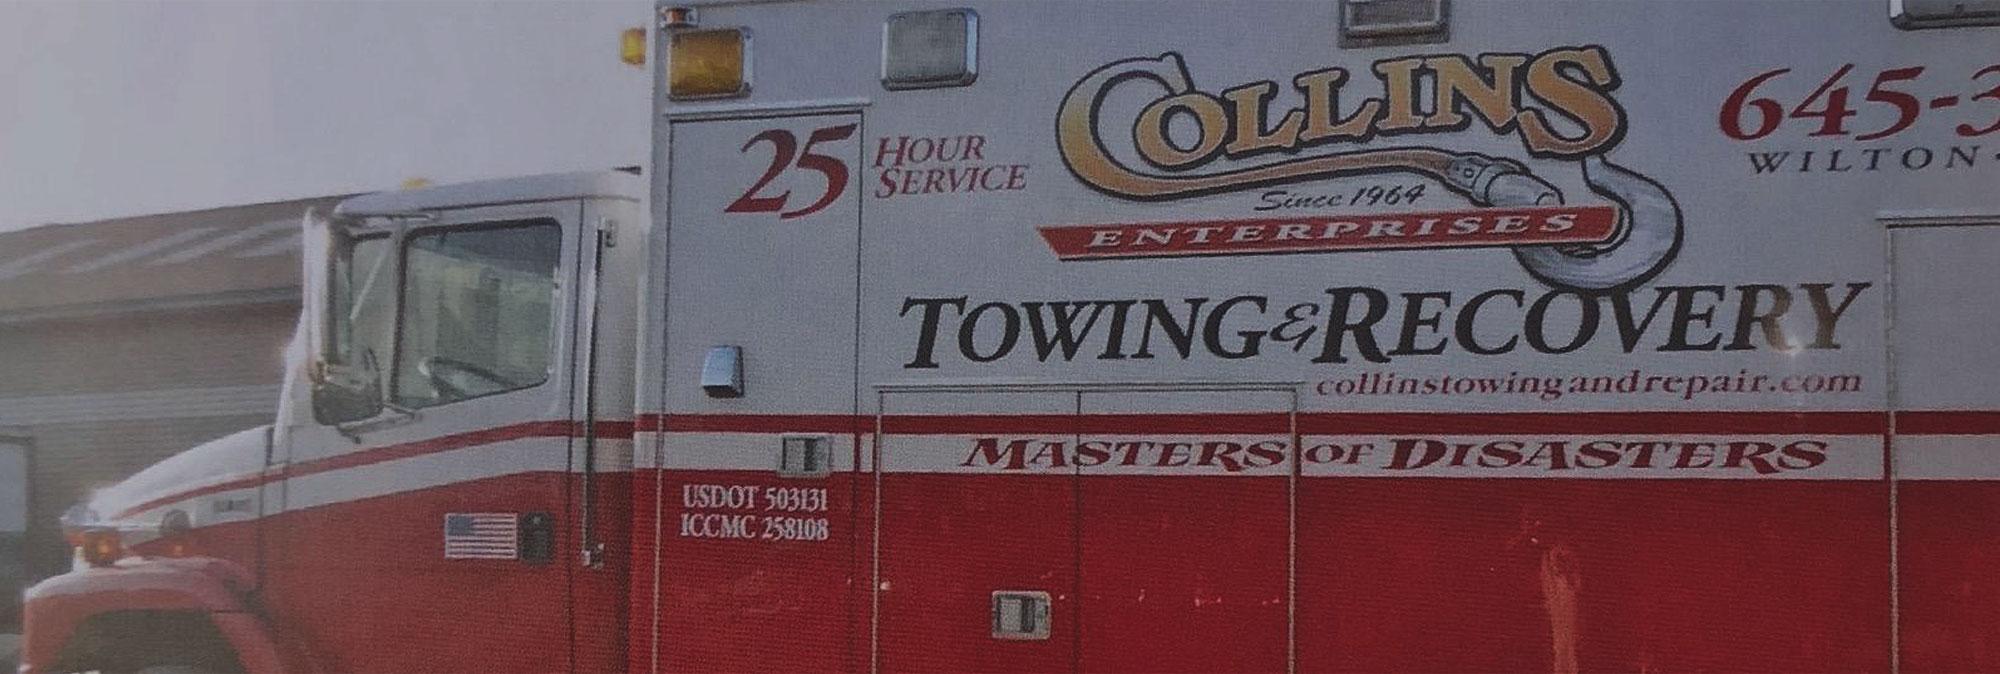 25 HOUR
SERVICE
COLLINS
Since 1964
ENTERPRISES
645-3
WILTON
TOWING & RECOVERY
collinstowingandrepair.com
MASTERS OF DISASTERS
USDOT 503131
ICCMC 258108